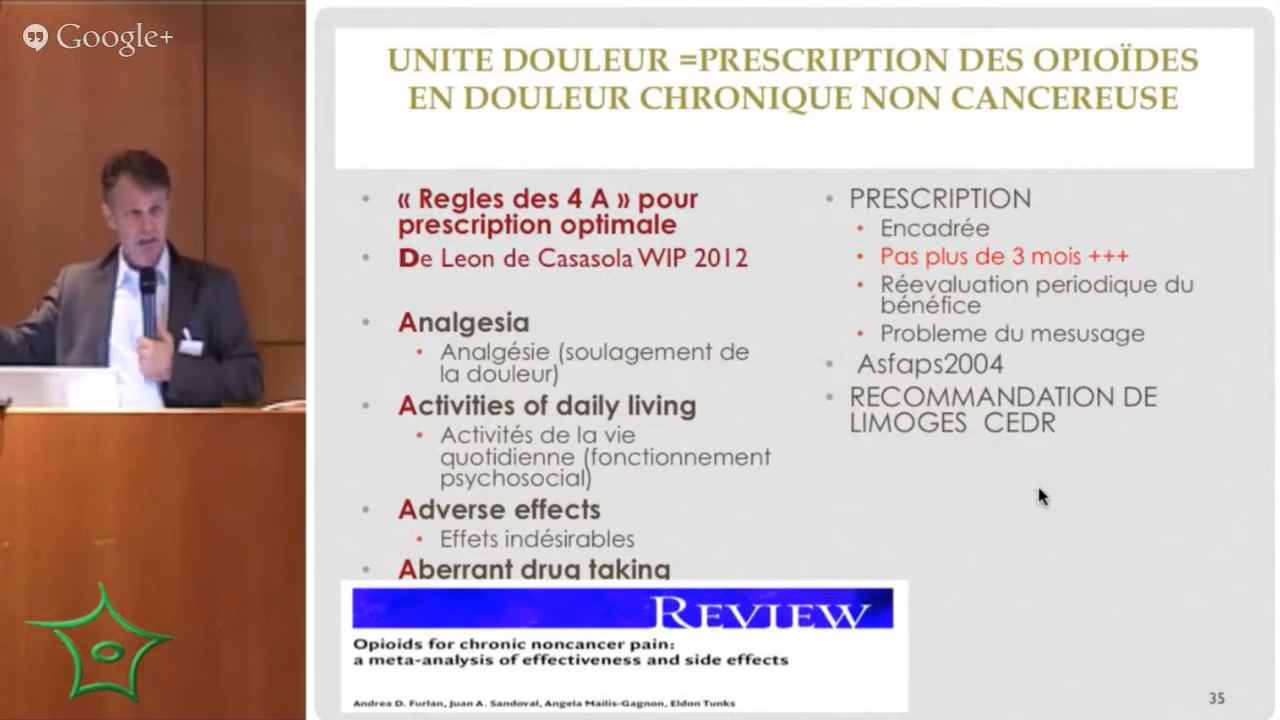 Google+
UNITE DOULEUR =PRESCRIPTION DES OPIOÏDES
EN DOULEUR CHRONIQUE NON CANCEREUSE
« Regles des 4 A » pour
prescription optimale
De Leon de Casasola WIP 2012
Analgesia
Analgésie (soulagement de
la douleur)
Activities of daily living
Activités de la vie
quotidienne (fonctionnement
psychosocial)
Adverse effects
Effets indésirables
Aberrant drug taking
PRESCRIPTION
Encadrée
Pas plus de 3 mois +++
Réevaluation periodique du
bénéfice
Probleme du mesusage
Asfaps2004
RECOMMANDATION DE
LIMOGES CEDR
REVIEW
Opioids for chronic noncancer pain:
a meta-analysis of effectiveness and side effects
Andrea D. Furlan, Juan A. Sandoval, Angela Mailis-Gagnon, Eldon Tunks
35